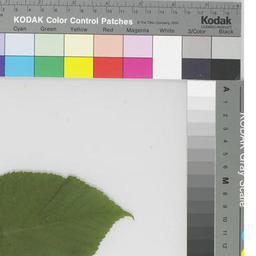 KODAK Color Control Patches
Kodak
Cyan Green Yellow Red Magenta White 3/Color Black
KODAK Gray Scale
A 1 2 3 4 5 6 M 8 9 10 11 12